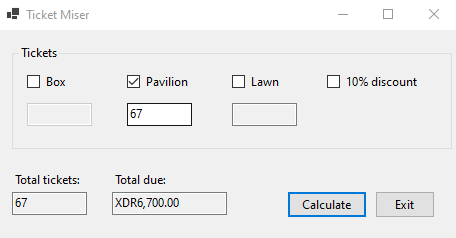 Ticket Miser
Tickets
Box Pavilion Lawn 10% discount
67
Total tickets: Total due:
67 XDR6,700.00 Calculate Exit